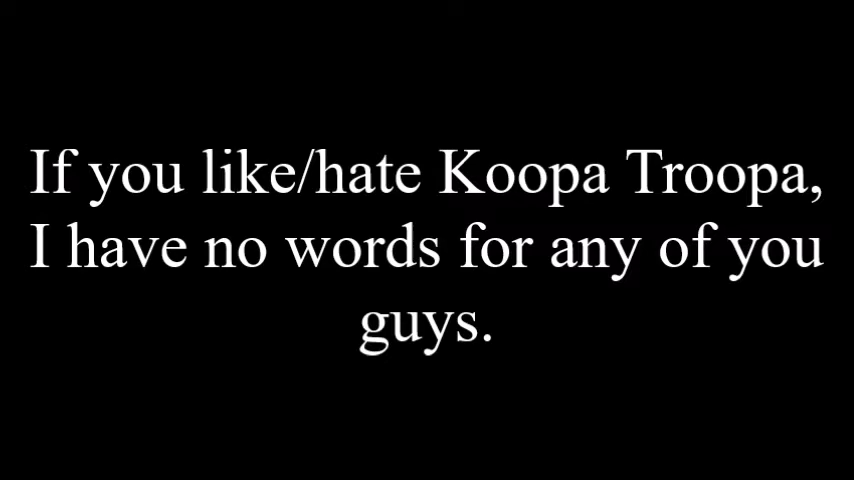 If you like/hate Koopa Troopa,
I have no words for any of you
guys.